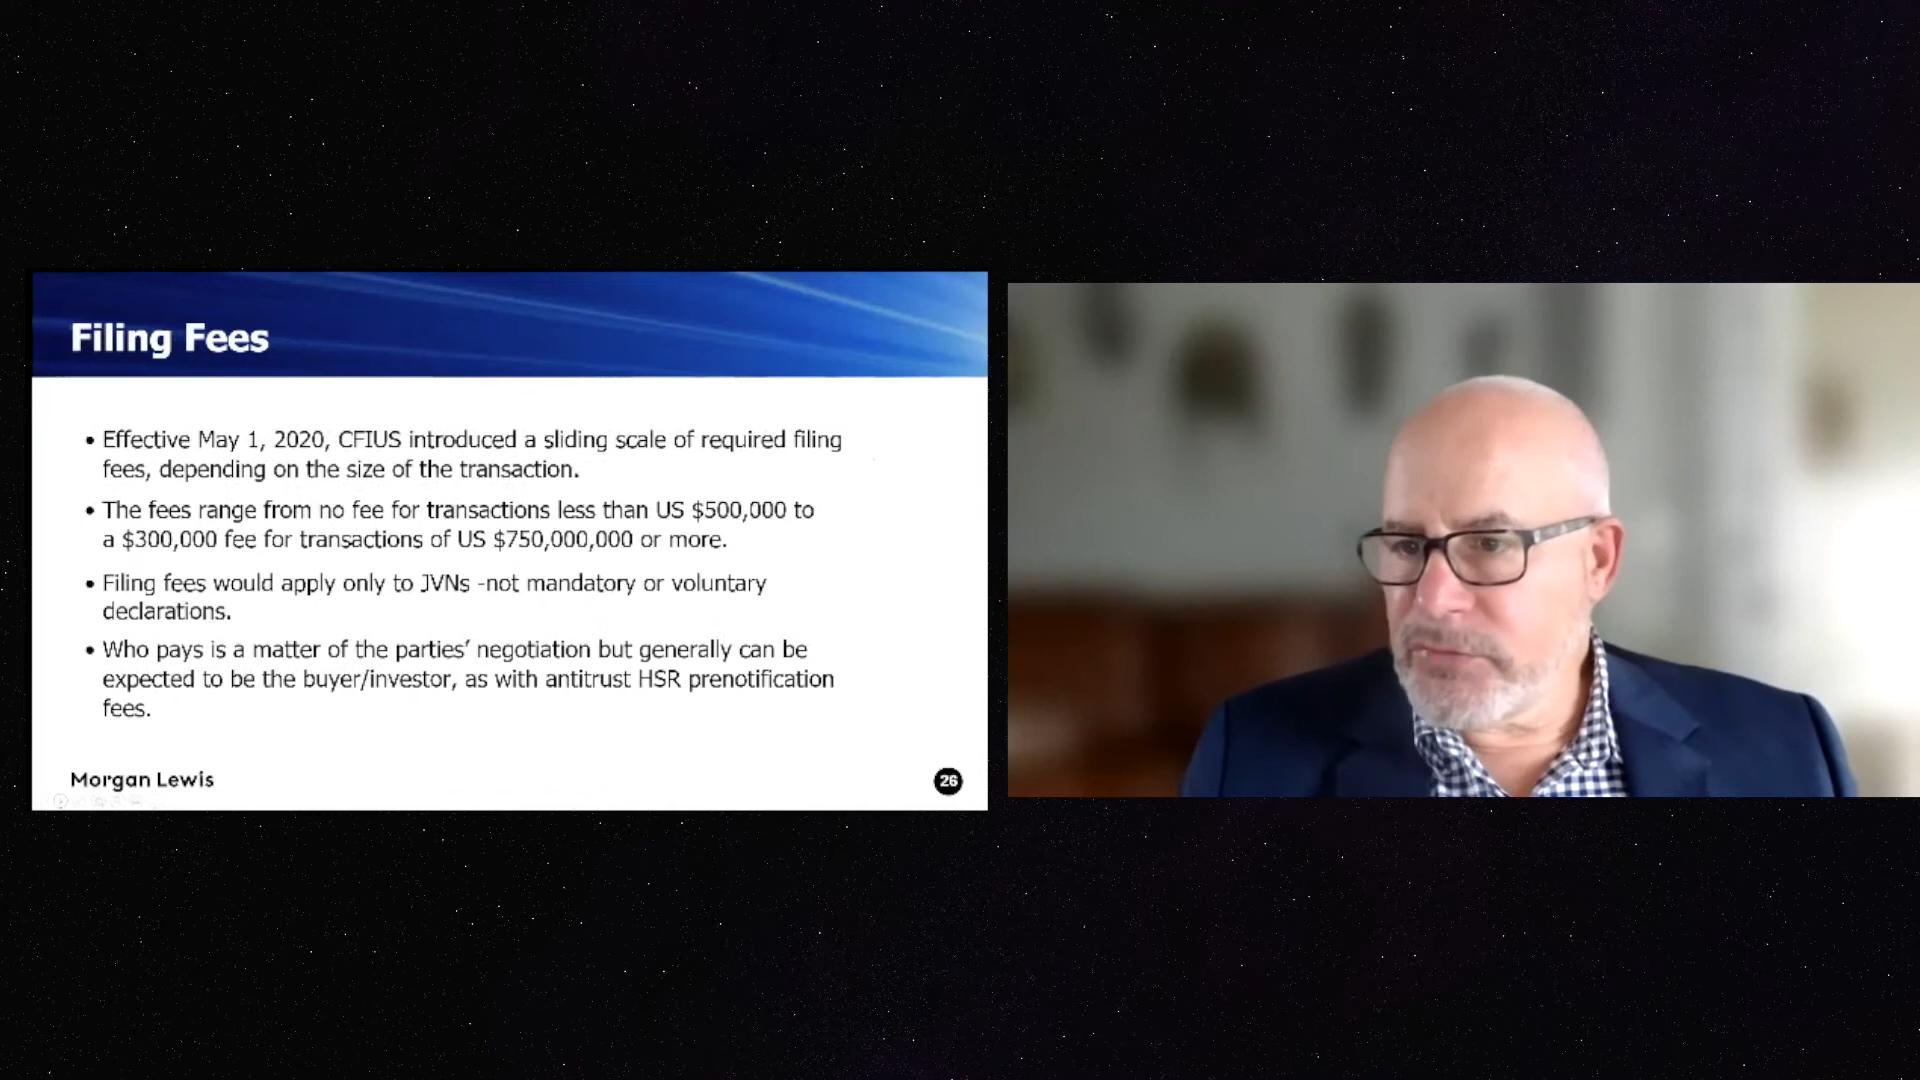 Filing Fees
• Effective May 1, 2020, CFIUS introduced a sliding scale of required filing
fees, depending on the size of the transaction.
• The fees range from no fee for transactions less than US $500,000 to
a $300,000 fee for transactions of US $750,000,000 or more.
• Filing fees would apply only to JVNs -not mandatory or voluntary
declarations.
• Who pays is a matter of the parties’ negotiation but generally can be
expected to be the buyer/investor, as with antitrust HSR prenotification
fees.
Morgan Lewis
26